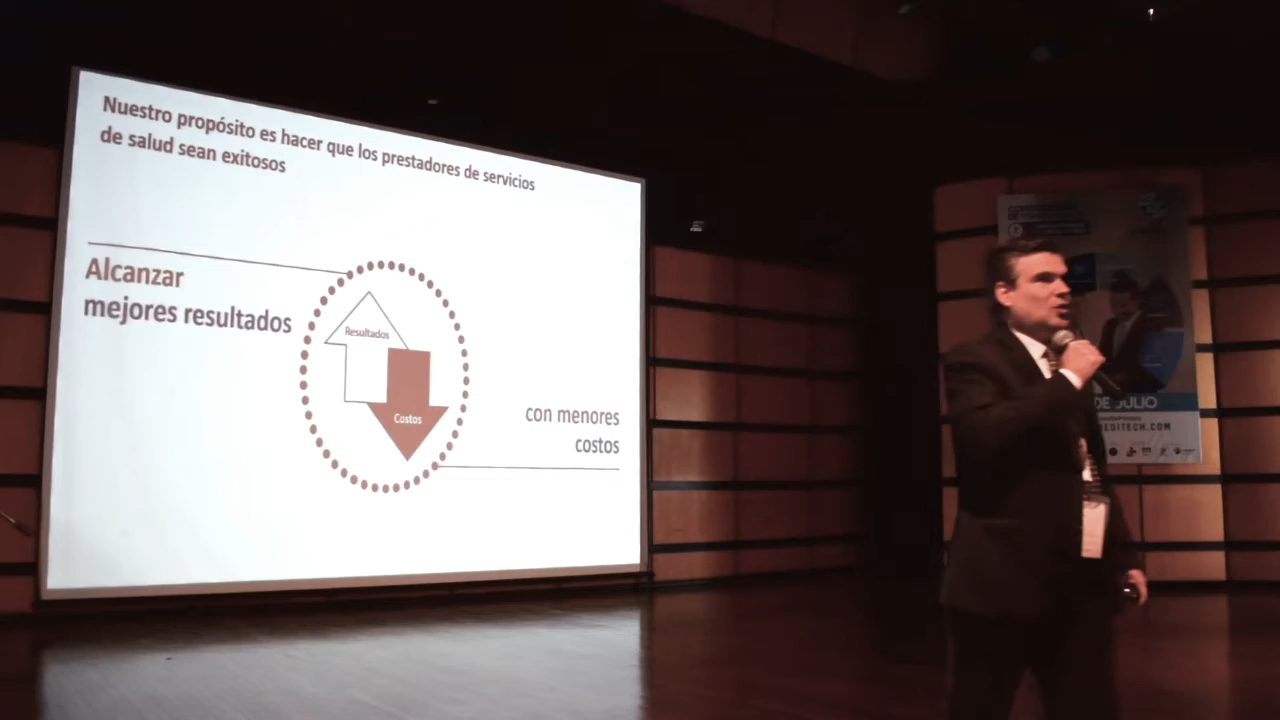 Nuestro propósito es hacer que los prestadores de servicios
de salud sean exitosos
Alcanzar
mejores resultados
Resultados
Costos
con menores
costos
DE JULIO
EDITECH.COM